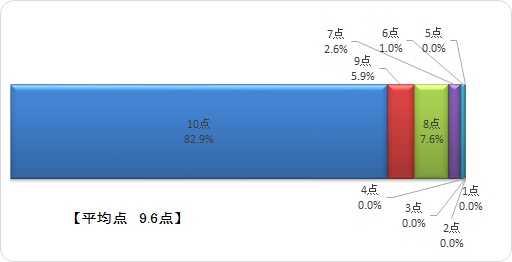 7点
2.6%
6点
1.0%
5点
0.0%
9点
5.9%
10点
82.9%
8点
7.6%
4点
0.0%
3点
0.0%
2点
0.0%
1点
0.0%
【平均点 9.6点】